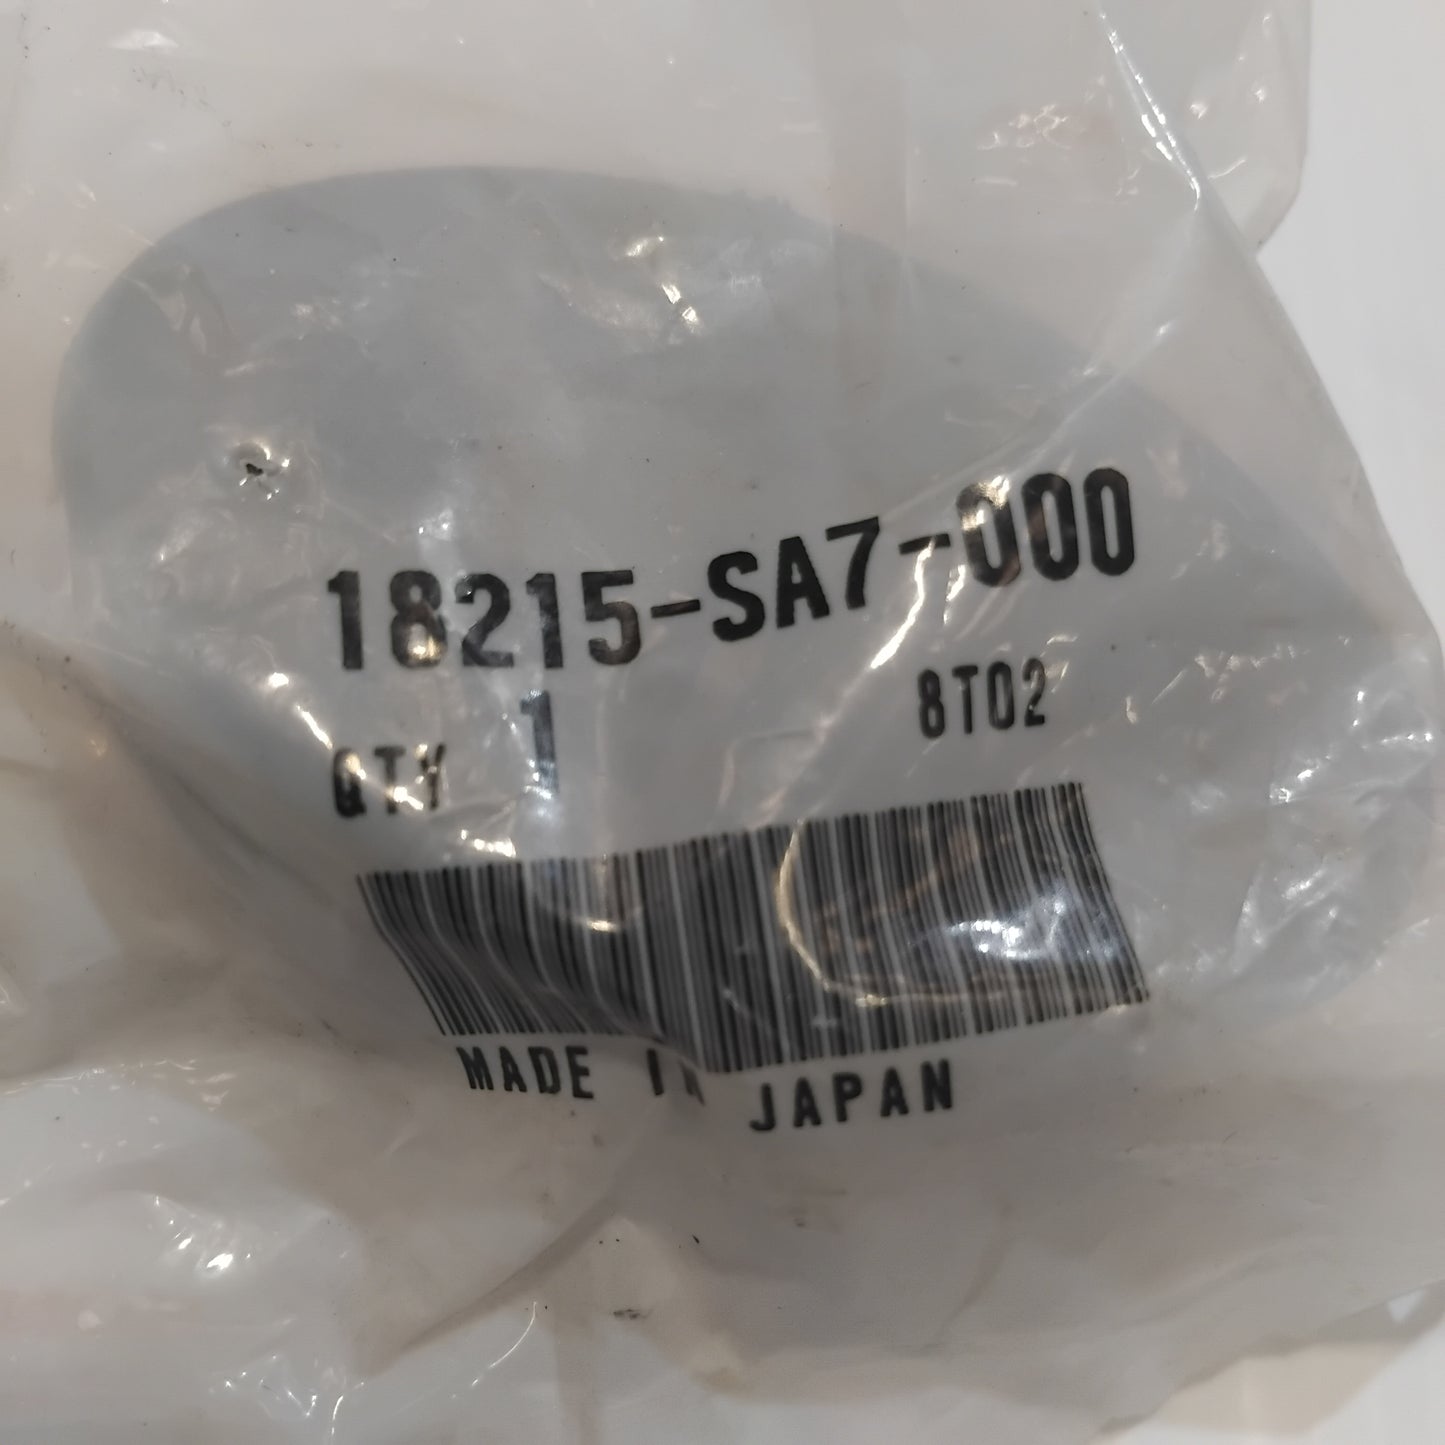 18215-SA7-000
QTY 1 8T02
MADE IN JAPAN